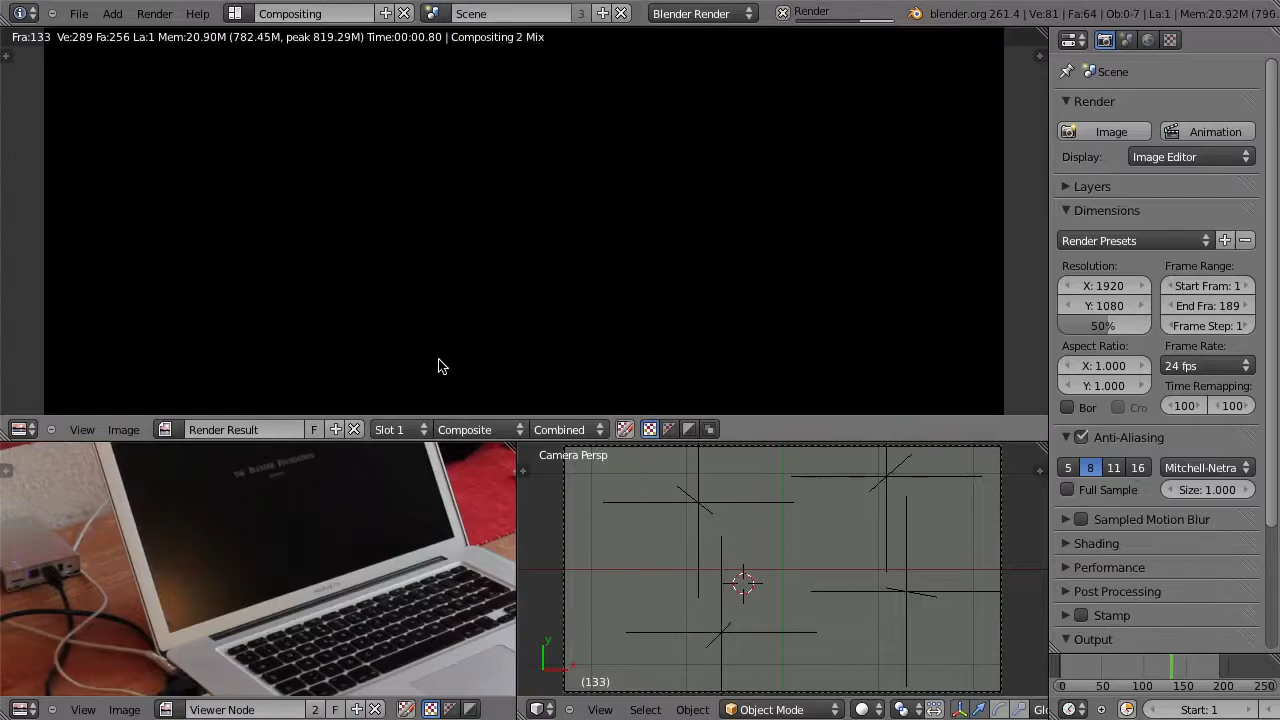 File Add Render Help Compositing Scene 3 Blender Render Render blender.org 261.4 | Ve:81 | Fa:64 | Ob:0-7 | La:1 | Mem:20.92M (790
Fra:133 Ve:289 Fa:256 La:1 Mem:20.90M (782.45M, peak 819.29M) Time:00:00.80 | Compositing 2 Mix
Scene
Render
Image Animation
Display: Image Editor
Layers
Dimensions
Render Presets
Resolution: Frame Range:
X: 1920 Start Fram: 1
Y: 1080 End Fra: 189
50% Frame Step: 1
Aspect Ratio: Frame Rate:
X: 1.000 24 fps
Y: 1.000 Time Remapping:
Bor Cro 100 100
View Image Render Result F Slot 1 Composite Combined
Anti-Aliasing
Camera Persp
THE BLENDER FOUNDATION
5 8 11 16 Mitchell-Netra
Full Sample Size: 1.000
Sampled Motion Blur
Shading
Performance
Post Processing
Stamp
Output
y
x
(133)
0 50 100 150 200 250
View Image Viewer Node 2 F View Select Object Object Mode Glo Start: 1